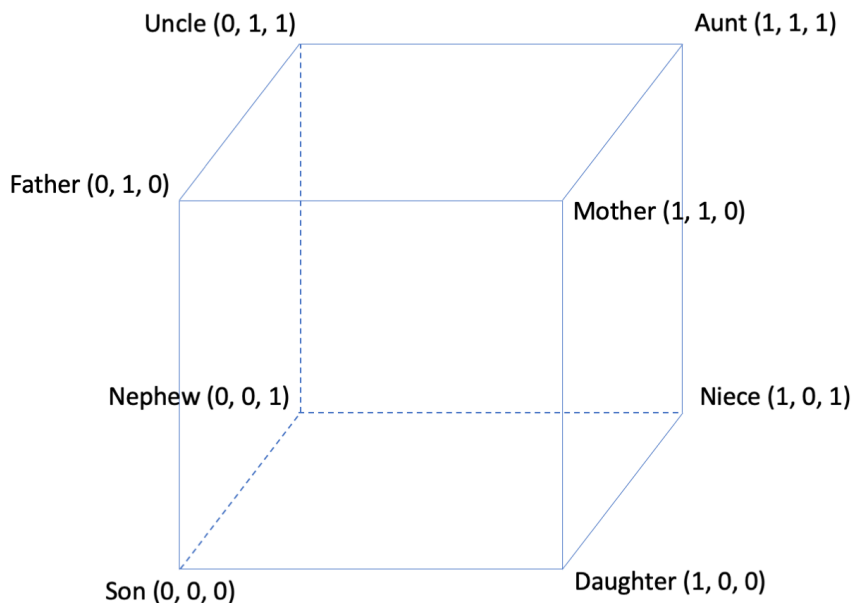 Uncle (0, 1, 1)
Aunt (1, 1, 1)
Father (0, 1, 0)
Mother (1, 1, 0)
Nephew (0, 0, 1)
Niece (1, 0, 1)
Son (0, 0, 0)
Daughter (1, 0, 0)